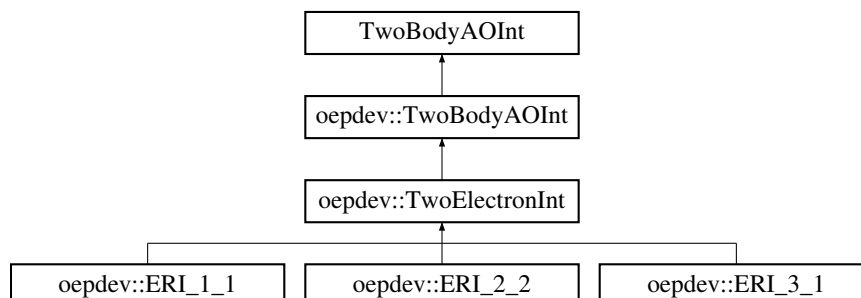 TwoBodyAOInt
oepdev::TwoBodyAOInt
oepdev::TwoElectronInt
oepdev::ERI_1_1 oepdev::ERI_2_2 oepdev::ERI_3_1